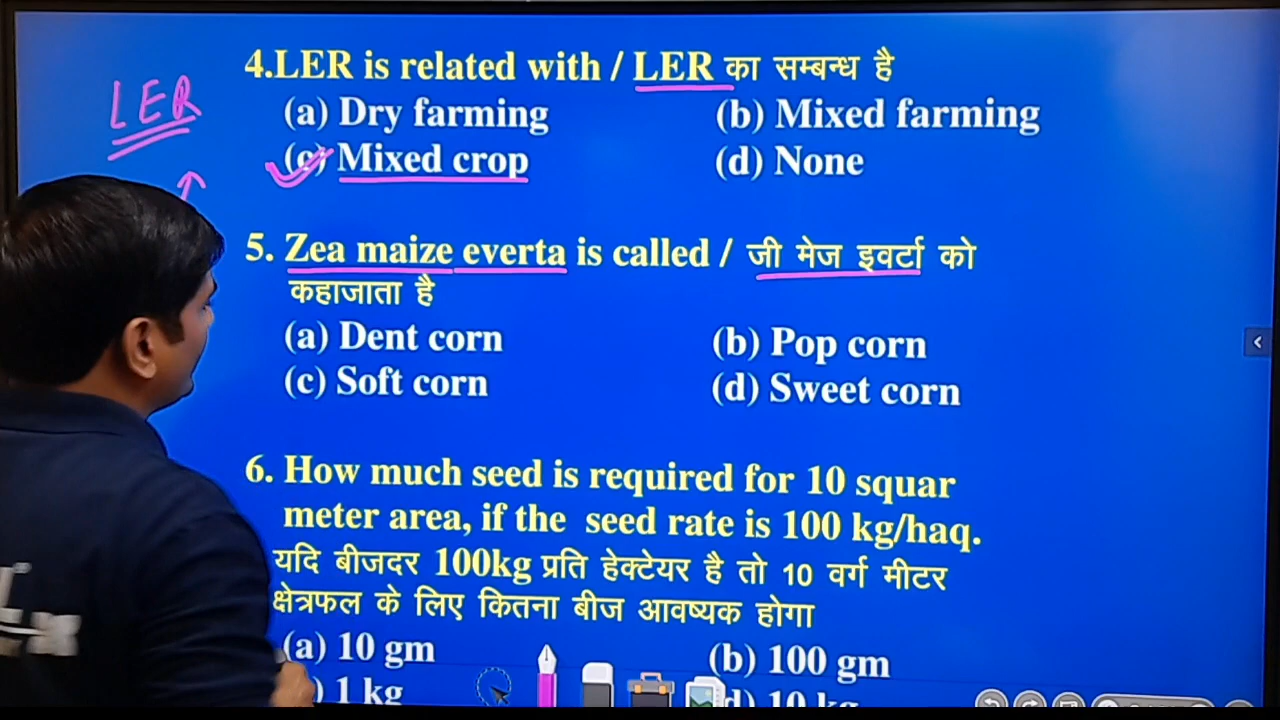 LER
4.LER is related with / LER का सम्बन्ध है
(a) Dry farming (b) Mixed farming
(c) Mixed crop (d) None
5. Zea maize everta is called / जी मेज इवर्टा को
कहाजाता है
(a) Dent corn (b) Pop corn
(c) Soft corn (d) Sweet corn
6. How much seed is required for 10 squar
meter area, if the seed rate is 100 kg/haq.
यदि बीजदर 100kg प्रति हेक्टेयर है तो 10 वर्ग मीटर
क्षेत्रफल के लिए कितना बीज आवष्यक होगा
(a) 10 gm (b) 100 gm
) 1 kg d) 10 kg